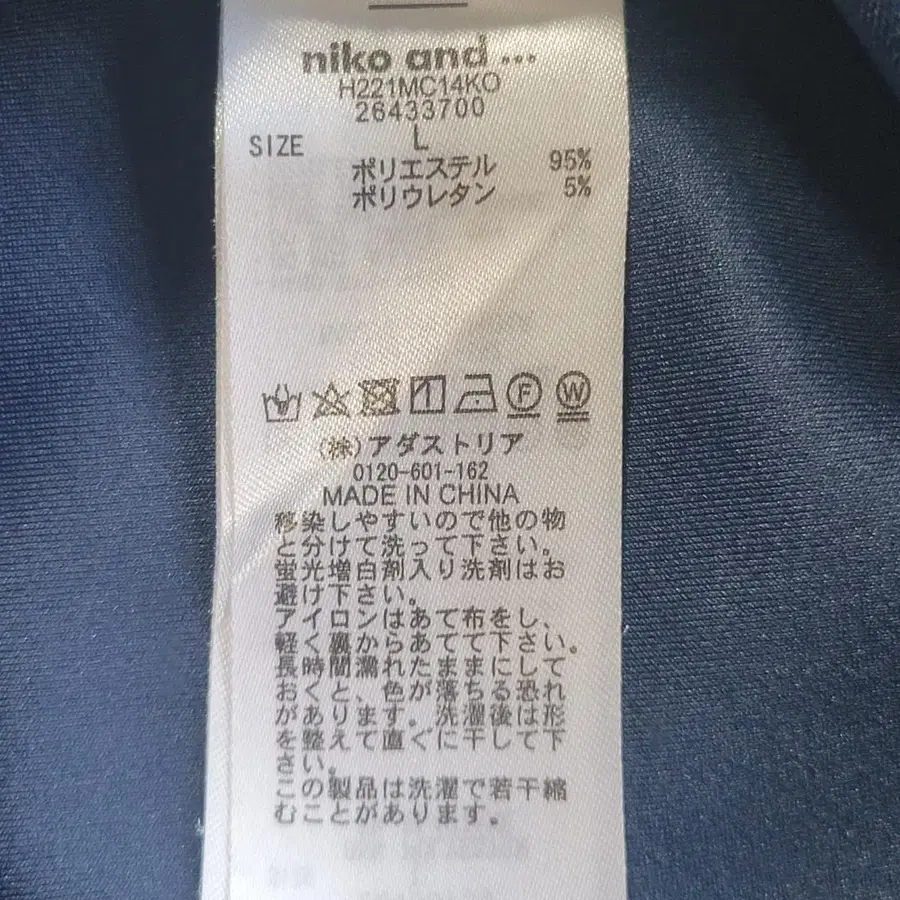 niko and ...
H221MC14KO
26433700
SIZE L
ポリエステル 95%
ポリウレタン 5%
F W
(株)アダストリア
0120-601-162
MADE IN CHINA
移染しやすいので他の物
と分けて洗って下さい。
蛍光増白剤入り洗剤はお
避け下さい。
アイロンはあて布をし、
軽く裏からあてて下さい。
長時間濡れたままにして
おくと、色が落ちる恐れ
があります。洗濯後は形
を整えて直ぐに干して下
さい。
この製品は洗濯で若干縮
むことがあります。